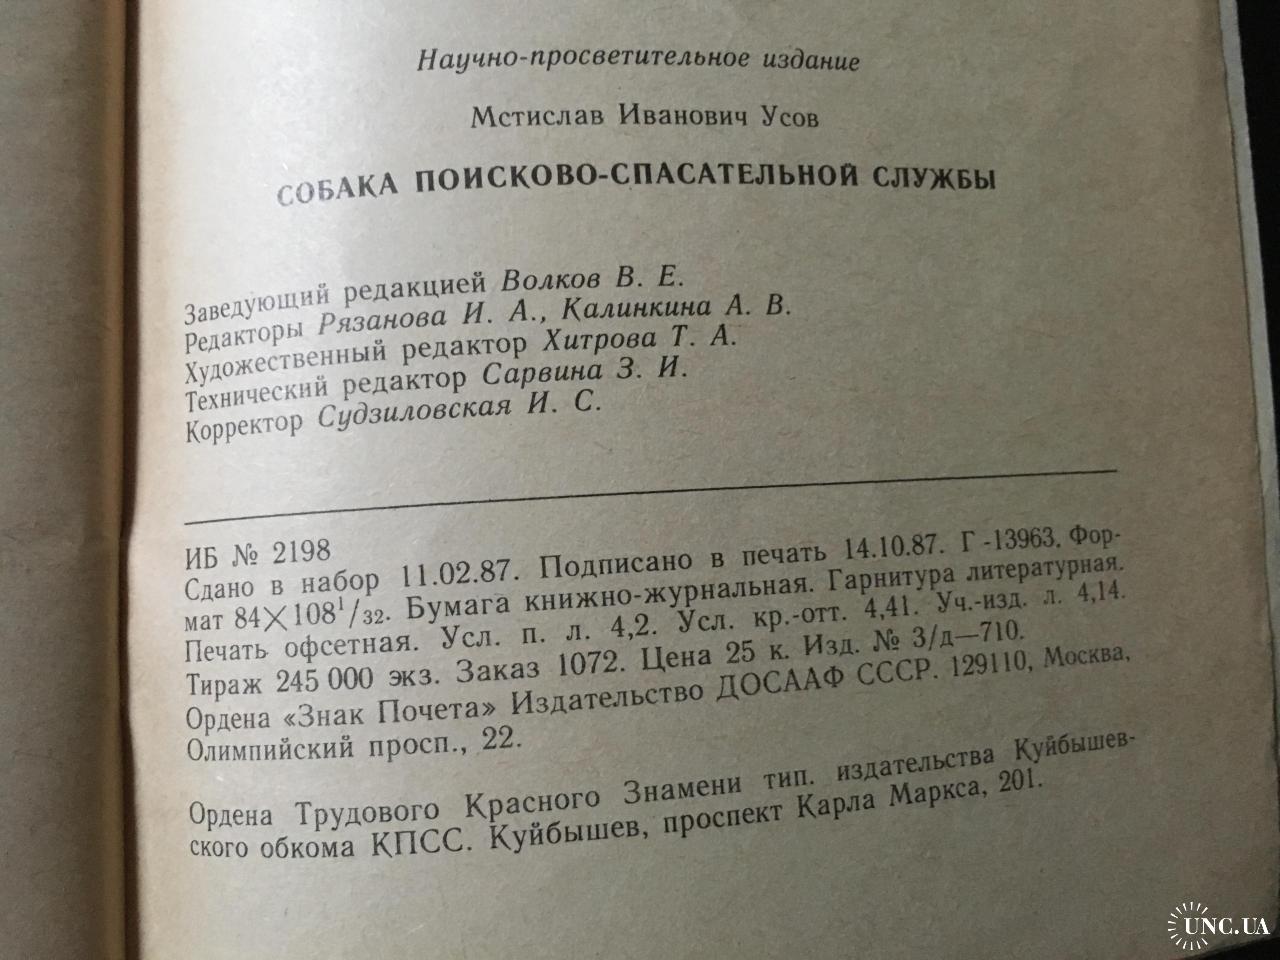 Научно-просветительное издание
Мстислав Иванович Усов
СОБАКА ПОИСКОВО-СПАСАТЕЛЬНОЙ СЛУЖБЫ
Заведующий редакцией Волков В. Е.
Редакторы Рязанова И. А., Калинкина А. В.
Художественный редактор Хитрова Т. А.
Технический редактор Сарвина З. И.
Корректор Судзиловская И. С.
ИБ № 2198
Сдано в набор 11.02.87. Подписано в печать 14.10.87. Г -13963. Фор-
мат 84×108¹/32. Бумага книжно-журнальная. Гарнитура литературная.
Печать офсетная. Усл. п. л. 4,2. Усл. кр.-отт. 4,41. Уч.-изд. л. 4,14.
Тираж 245 000 экз. Заказ 1072. Цена 25 к. Изд. № 3/д—710.
Ордена «Знак Почета» Издательство ДОСААФ СССР. 129110, Москва,
Олимпийский просп., 22.
Ордена Трудового Красного Знамени тип. издательства Куйбышев-
ского обкома КПСС. Куйбышев, проспект Карла Маркса, 201.
UNC.UA